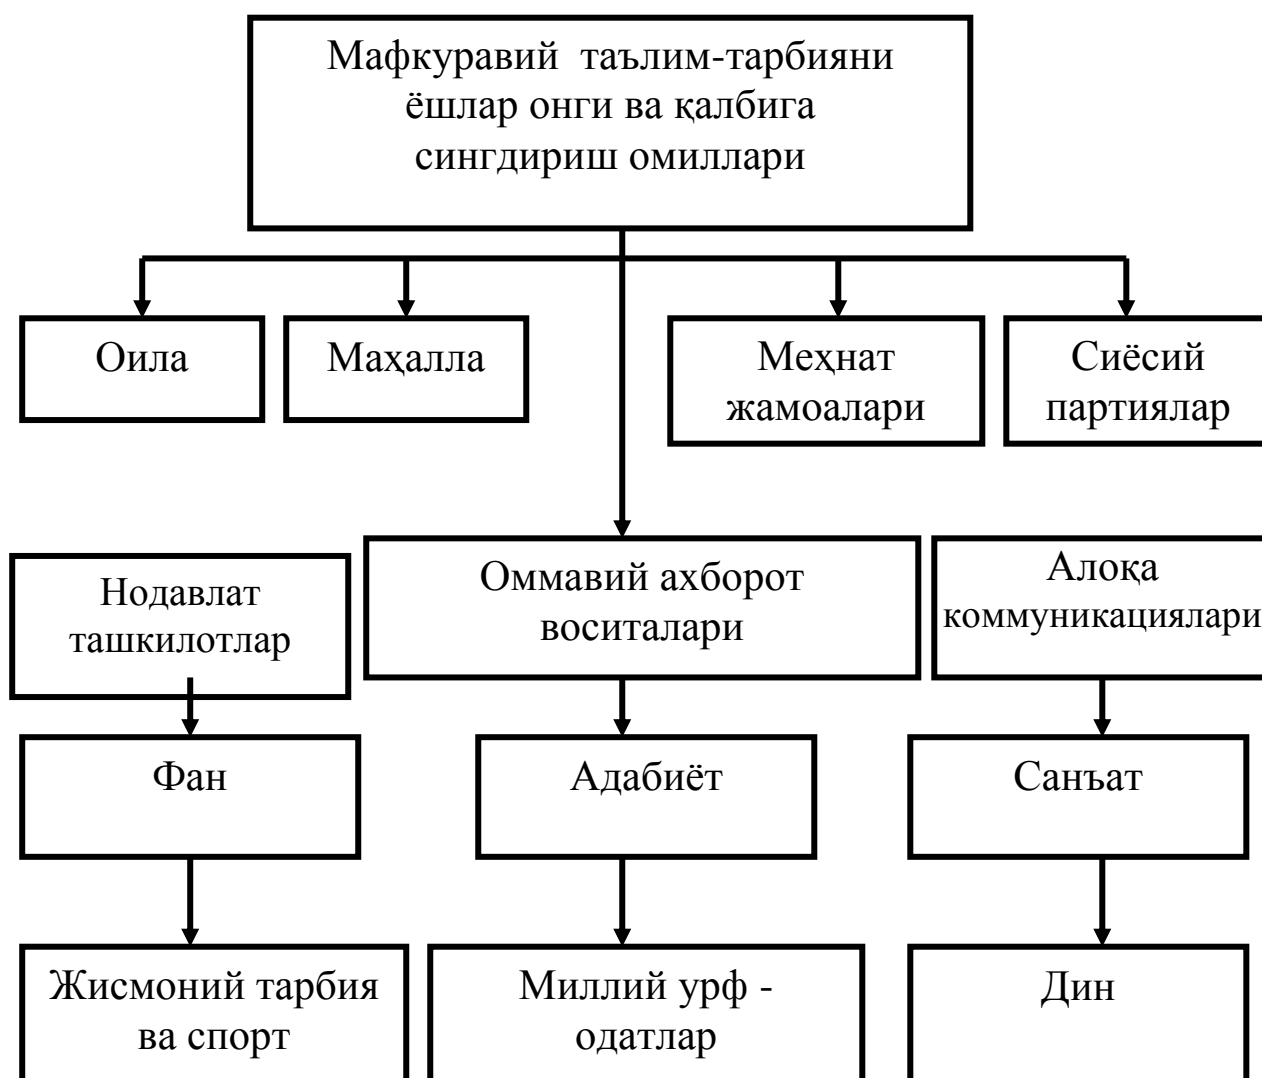 Мафкуравий таълим-тарбияни
ёшлар онги ва қалбига
сингдириш омиллари
Оила
Маҳалла
Меҳнат
жамоалари
Сиёсий
партиялар
Нодавлат
ташкилотлар
Оммавий ахборот
воситалари
Алоқа
коммуникациялари
Фан
Адабиёт
Санъат
Жисмоний тарбия
ва спорт
Миллий урф -
одатлар
Дин